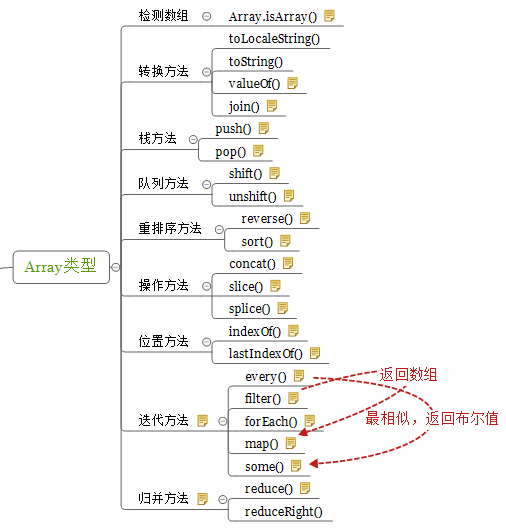 Array类型
检测数组
Array.isArray()
转换方法
toLocaleString()
toString()
valueOf()
join()
栈方法
push()
pop()
队列方法
shift()
unshift()
重排序方法
reverse()
sort()
操作方法
concat()
slice()
splice()
位置方法
indexOf()
lastIndexOf()
迭代方法
every()
filter()
forEach()
map()
some()
返回数组
最相似，返回布尔值
归并方法
reduce()
reduceRight()